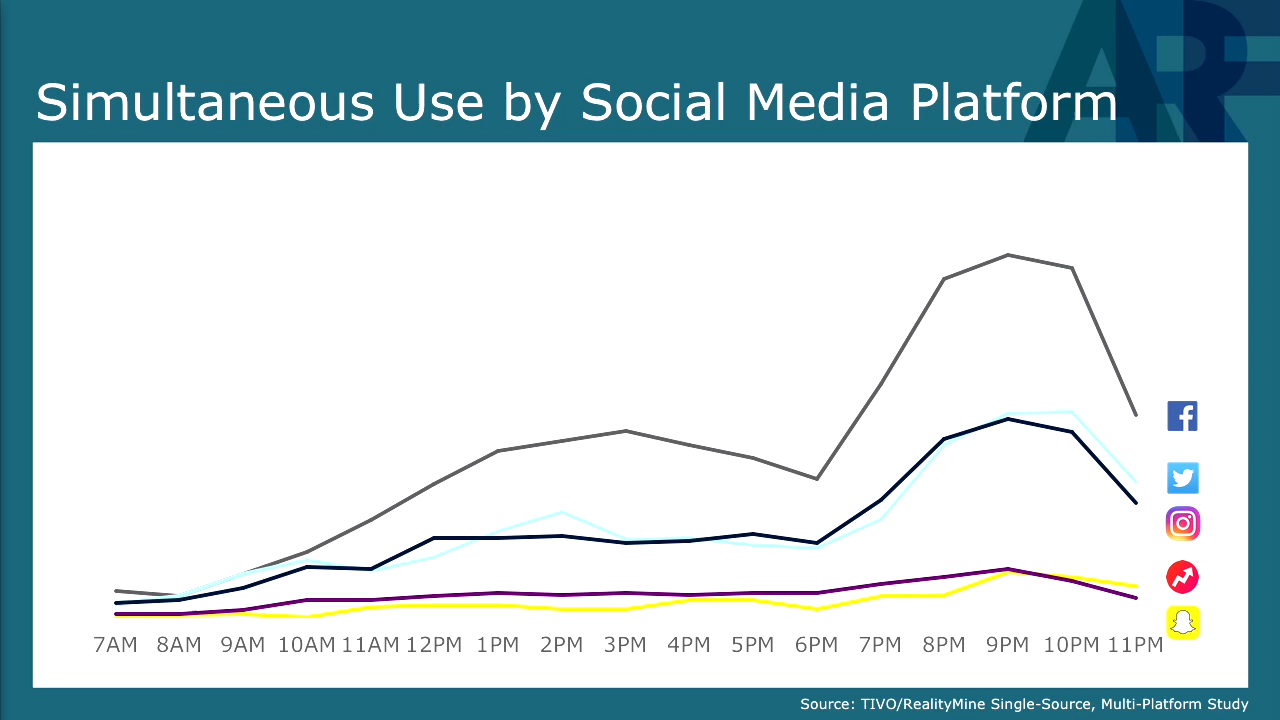 ARF
Simultaneous Use by Social Media Platform
7AM 8AM 9AM 10AM 11AM 12PM 1PM 2PM 3PM 4PM 5PM 6PM 7PM 8PM 9PM 10PM 11PM
Source: TIVO/RealityMine Single-Source, Multi-Platform Study